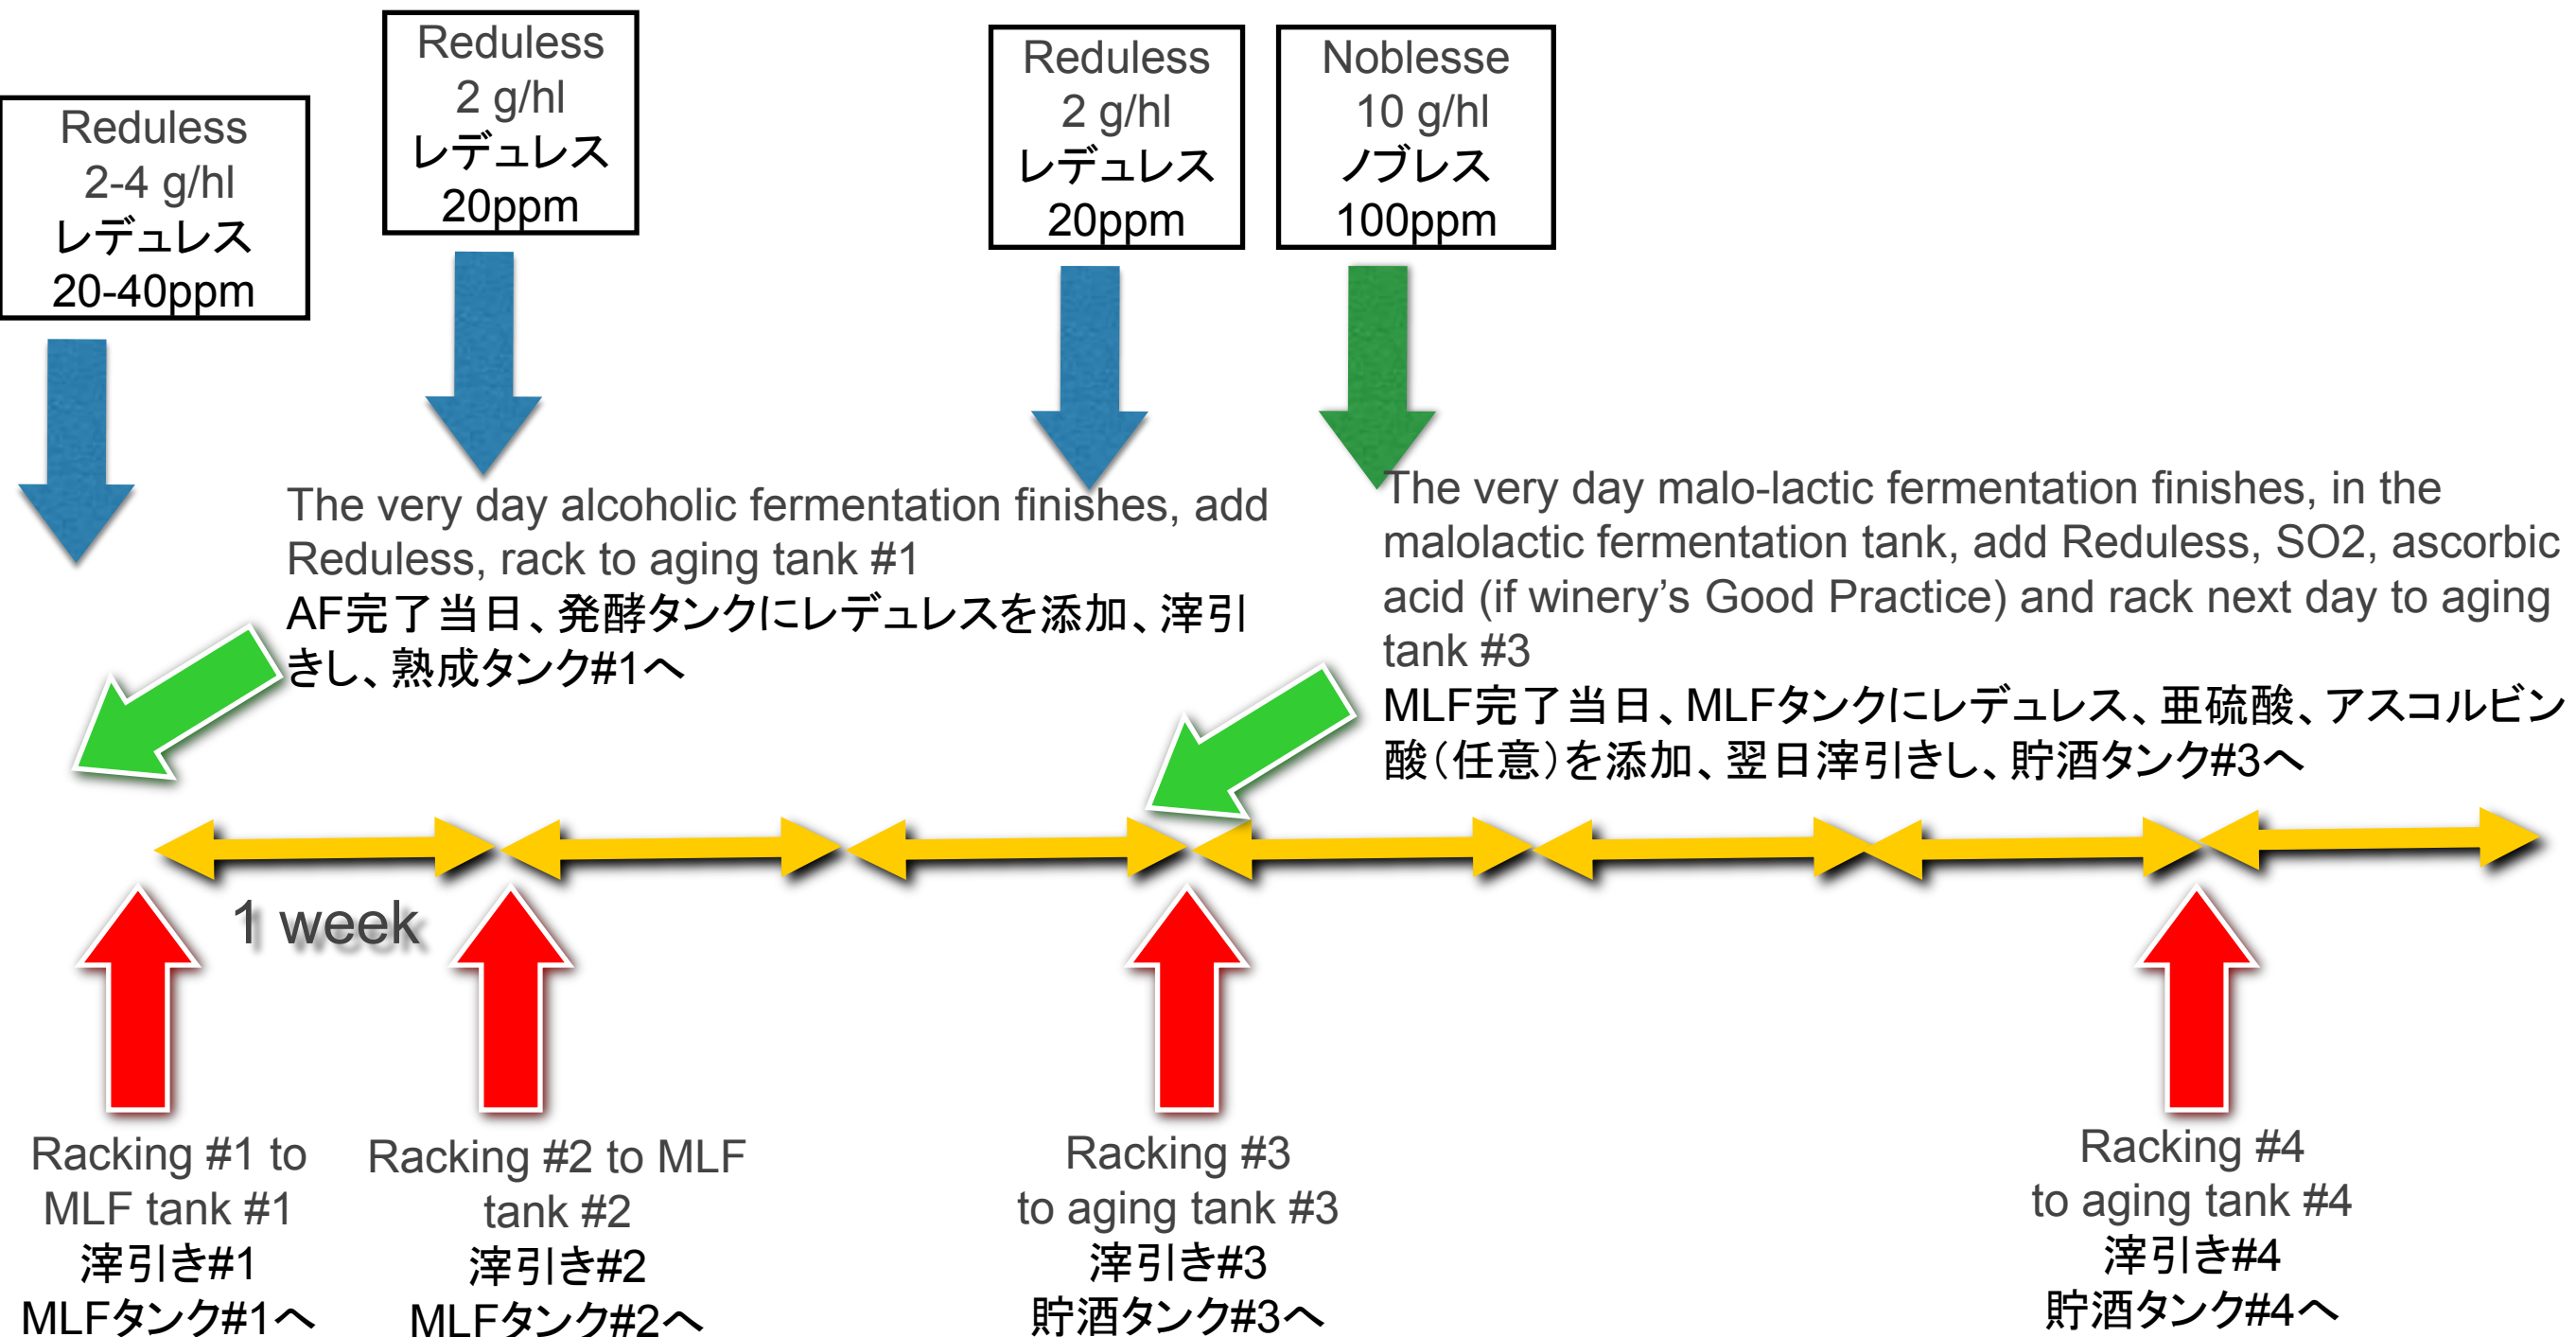 Reduless
2-4 g/hl
レデュレス
20-40ppm
Reduless
2 g/hl
レデュレス
20ppm
Reduless
2 g/hl
レデュレス
20ppm
Noblesse
10 g/hl
ノブレス
100ppm
The very day alcoholic fermentation finishes, add
Reduless, rack to aging tank #1
AF完了当日、発酵タンクにレデュレスを添加、滓引
きし、熟成タンク#1へ
The very day malo-lactic fermentation finishes, in the
malolactic fermentation tank, add Reduless, SO2, ascorbic
acid (if winery's Good Practice) and rack next day to aging
tank #3
MLF完了当日、MLFタンクにレデュレス、亜硫酸、アスコルビン
酸（任意）を添加、翌日滓引きし、貯酒タンク#3へ
1 week
Racking #1 to
MLF tank #1
滓引き#1
MLFタンク#1へ
Racking #2 to MLF
tank #2
滓引き#2
MLFタンク#2へ
Racking #3
to aging tank #3
滓引き#3
貯酒タンク#3へ
Racking #4
to aging tank #4
滓引き#4
貯酒タンク#4へ